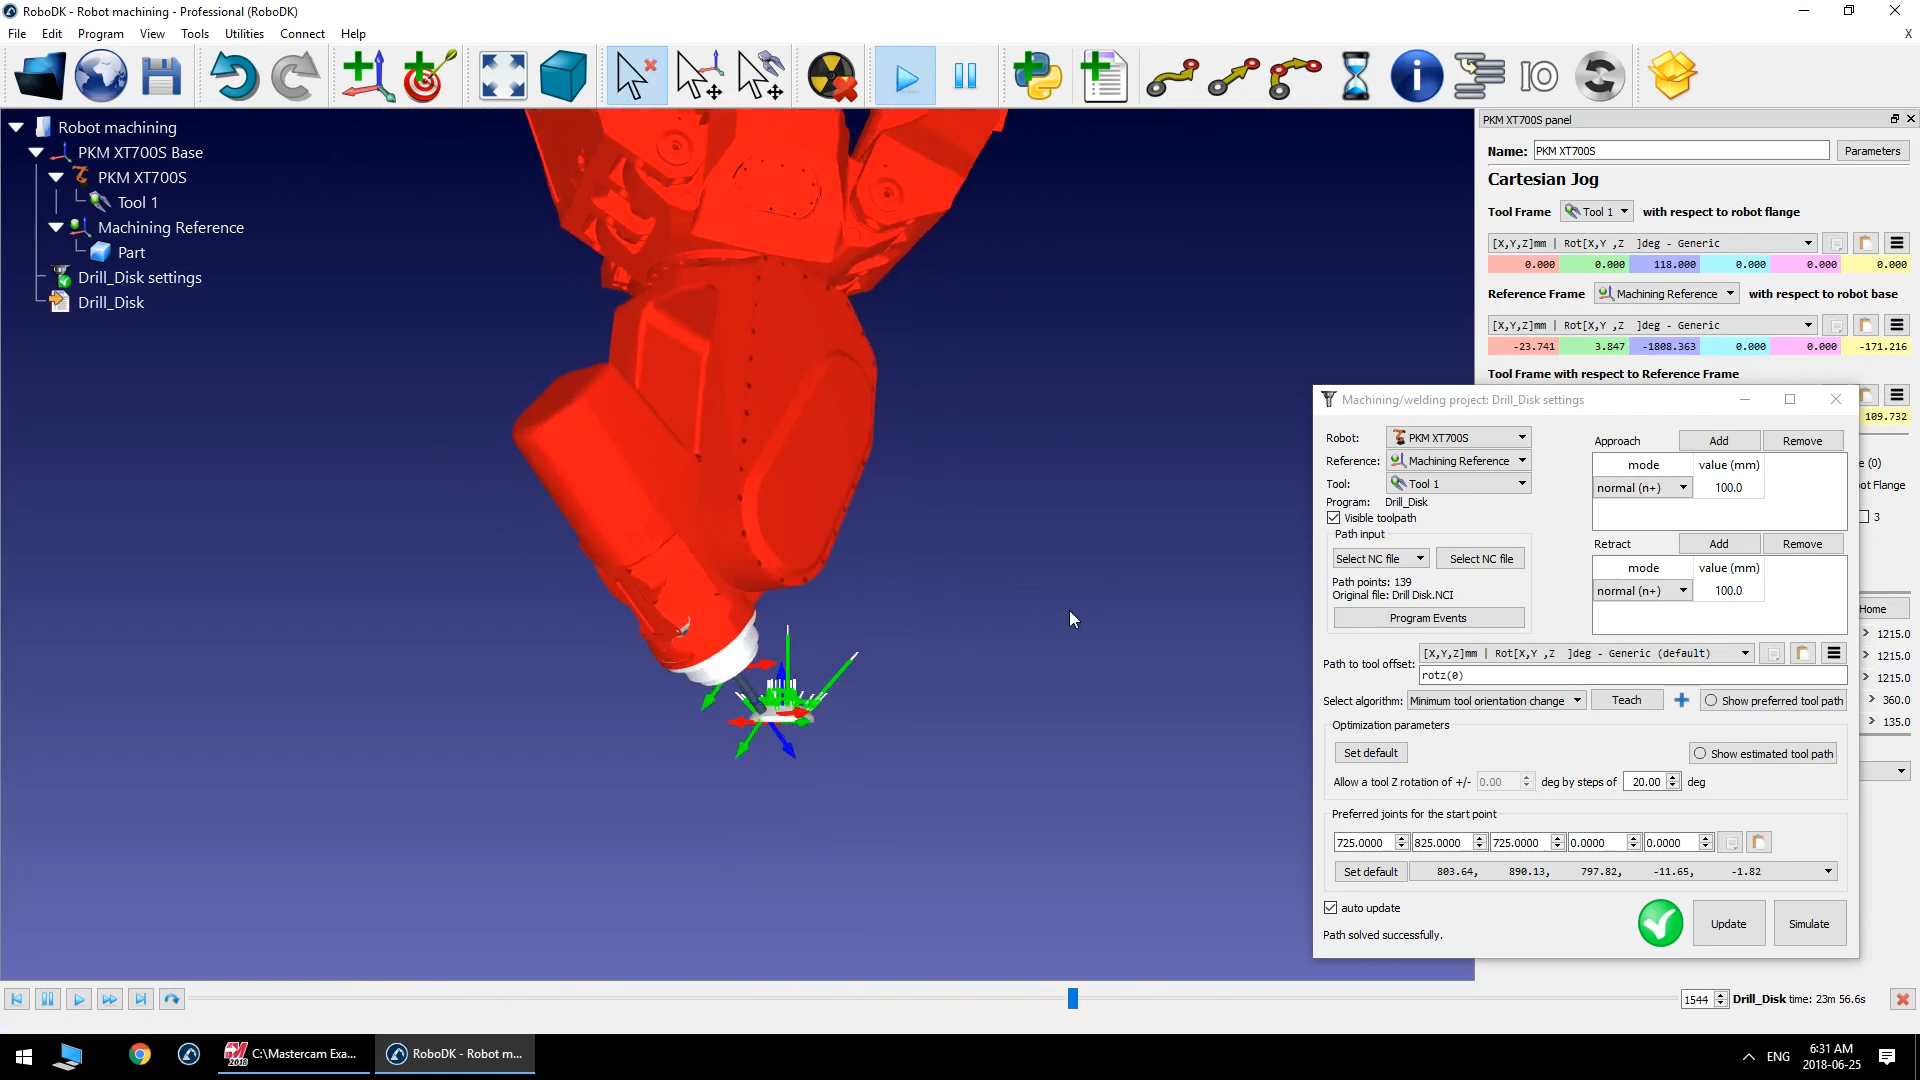 RoboDK - Robot machining - Professional (RoboDK)
File Edit Program View Tools Utilities Connect Help X
IO
Robot machining
PKM XT700S Base
PKM XT700S
Tool 1
Machining Reference
Part
Drill_Disk settings
Drill_Disk
PKM XT700S panel
Name: PKM XT700S Parameters
Cartesian Jog
Tool Frame Tool 1 with respect to robot flange
[X,Y,Z]mm | Rot[X,Y ,Z ]deg - Generic
0.000 0.000 118.000 0.000 0.000 0.000
Reference Frame Machining Reference with respect to robot base
[X,Y,Z]mm | Rot[X,Y ,Z ]deg - Generic
-23.741 3.847 -1808.363 0.000 0.000 -171.216
Tool Frame with respect to Reference Frame
109.732
e (0)
ot Flange
3
Home
1215.0
1215.0
1215.0
360.0
135.0
Machining/welding project: Drill_Disk settings
Robot: PKM XT700S
Reference: Machining Reference
Tool: Tool 1
Program: Drill_Disk
Visible toolpath
Path input
Select NC file Select NC file
Path points: 139
Original file: Drill Disk.NCI
Program Events
Approach Add Remove
mode value (mm)
normal (n+) 100.0
Retract Add Remove
mode value (mm)
normal (n+) 100.0
Path to tool offset: [X,Y,Z]mm | Rot[X,Y ,Z ]deg - Generic (default)
rotz(0)
Select algorithm: Minimum tool orientation change Teach Show preferred tool path
Optimization parameters
Set default Show estimated tool path
Allow a tool Z rotation of +/- 0.00 deg by steps of 20.00 deg
Preferred joints for the start point
725.0000 825.0000 725.0000 0.0000 0.0000
Set default 803.64, 890.13, 797.82, -11.65, -1.82
auto update
Path solved successfully.
Update Simulate
1544 Drill_Disk time: 23m 56.6s
2018
C:\Mastercam Exa...
RoboDK - Robot m...
ENG
6:31 AM
2018-06-25